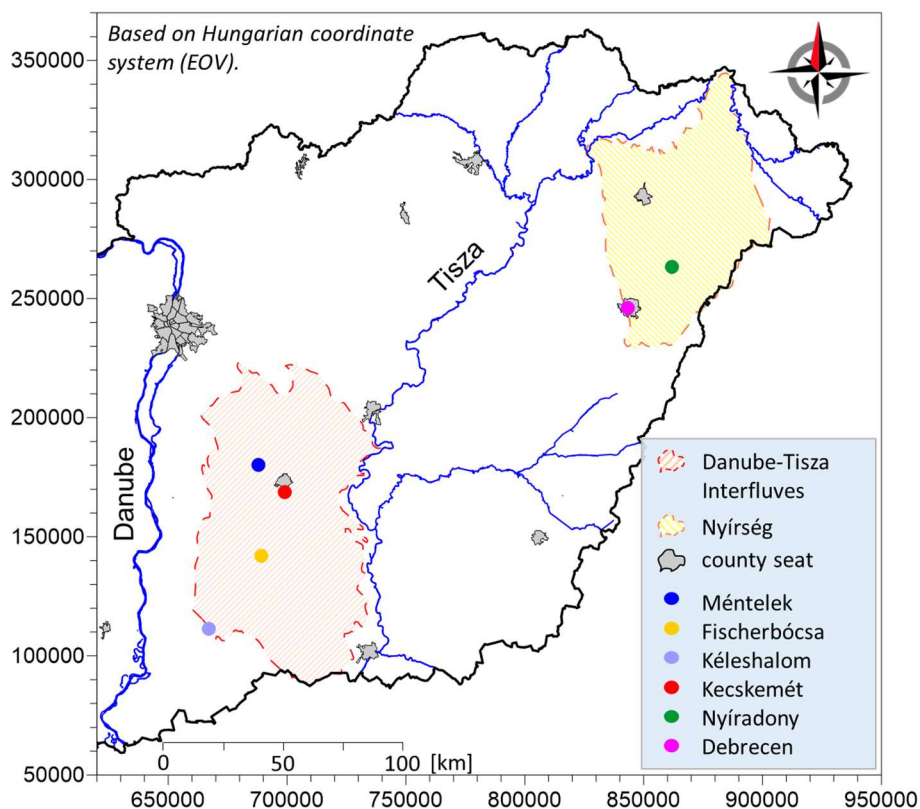 Based on Hungarian coordinate
system (EOV).
350000
300000
250000
200000
150000
100000
50000
Tisza
Danube
Danube-Tisza
Interfluves
Nyírség
county seat
Méntelek
Fischerbócsa
Kéleshalom
Kecskemét
Nyíradony
Debrecen
0 50 100 [km]
650000 700000 750000 800000 850000 900000 950000